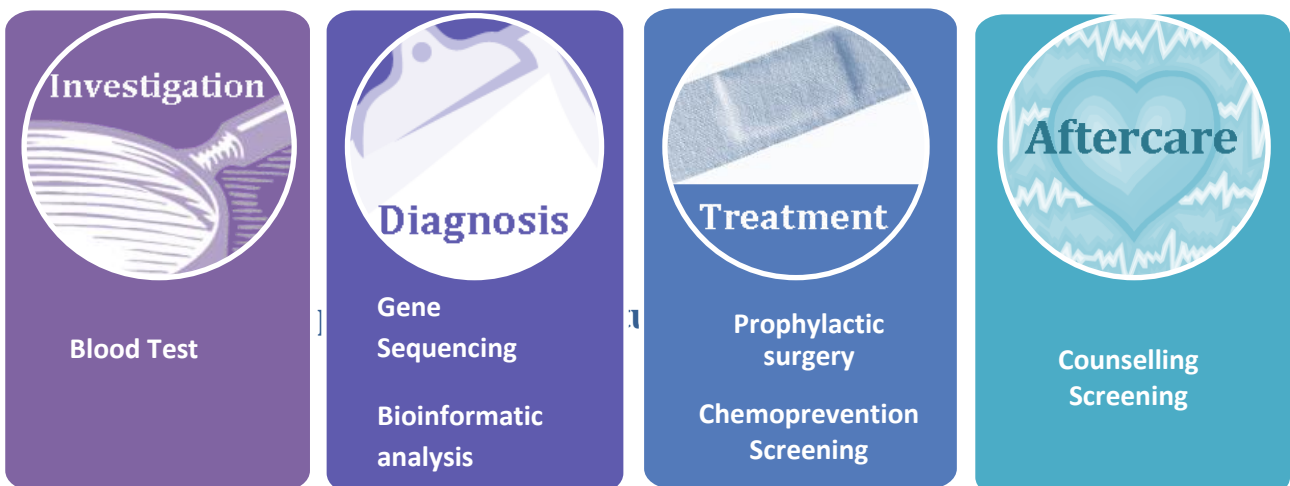 Investigation
Blood Test
Diagnosis
Gene
Sequencing
Bioinformatic
analysis
Treatment
Prophylactic
surgery
Chemoprevention
Screening
Aftercare
Counselling
Screening